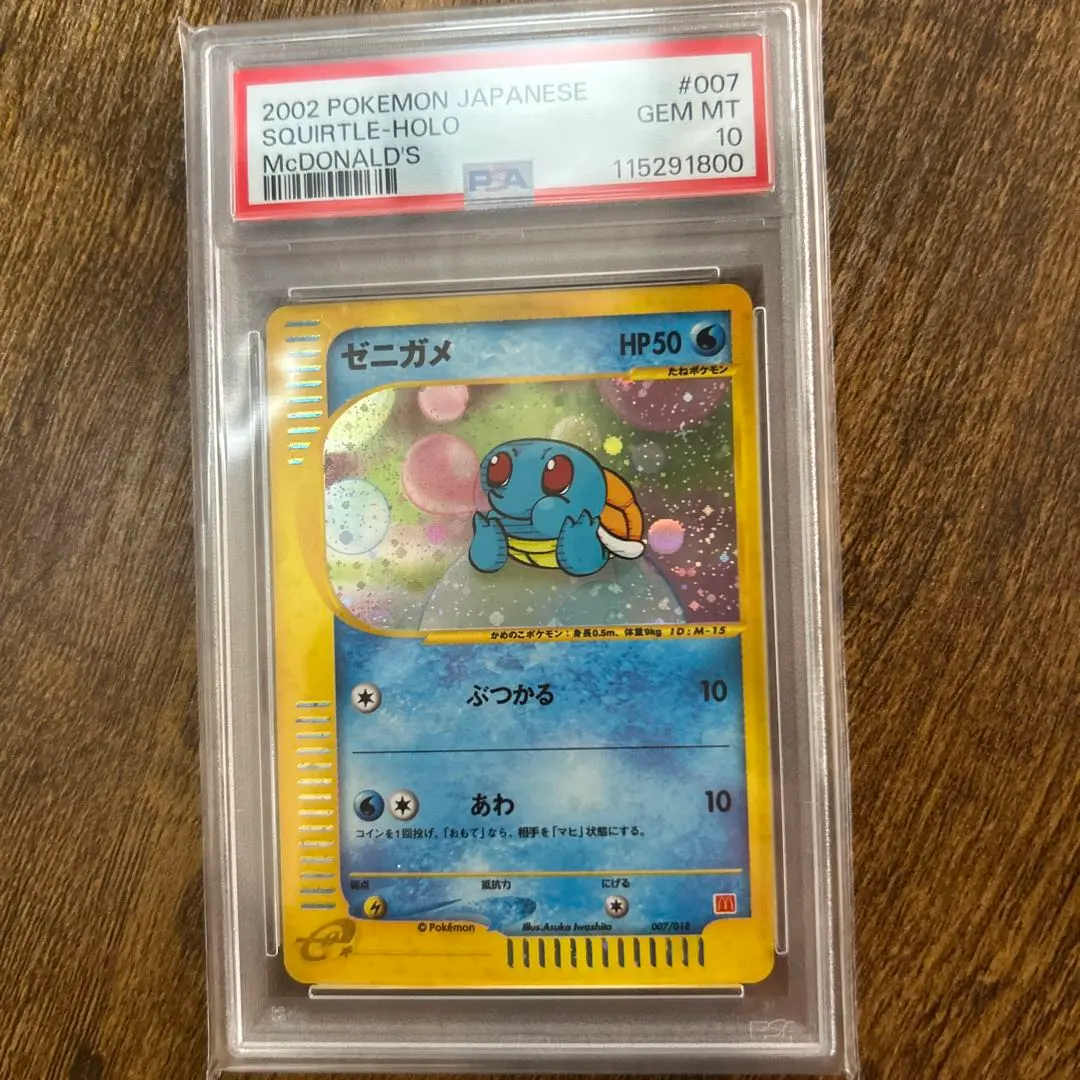 2002 POKEMON JAPANESE #007
SQUIRTLE-HOLO GEM MT
McDONALD'S 10
PSA 115291800
ゼニガメ HP50
たねポケモン
かめのこポケモン:身長0.5m、体重9kg ID:M-15
ぶつかる 10
あわ 10
コインを1回投げ、「おもて」なら、相手を「マヒ」状態にする。
弱点 抵抗力 にげる
©Pokémon Illus.Asuka Iwashita 007/018
PSA